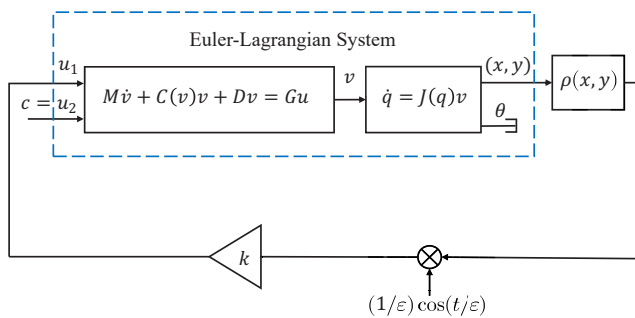 Euler-Lagrangian System
u₁
c = u₂
Mv̇ + C(v)v + Dv = Gu
v
q̇ = J(q)v
(x, y)
θ
ρ(x, y)
k
(1/ε) cos(t/ε)